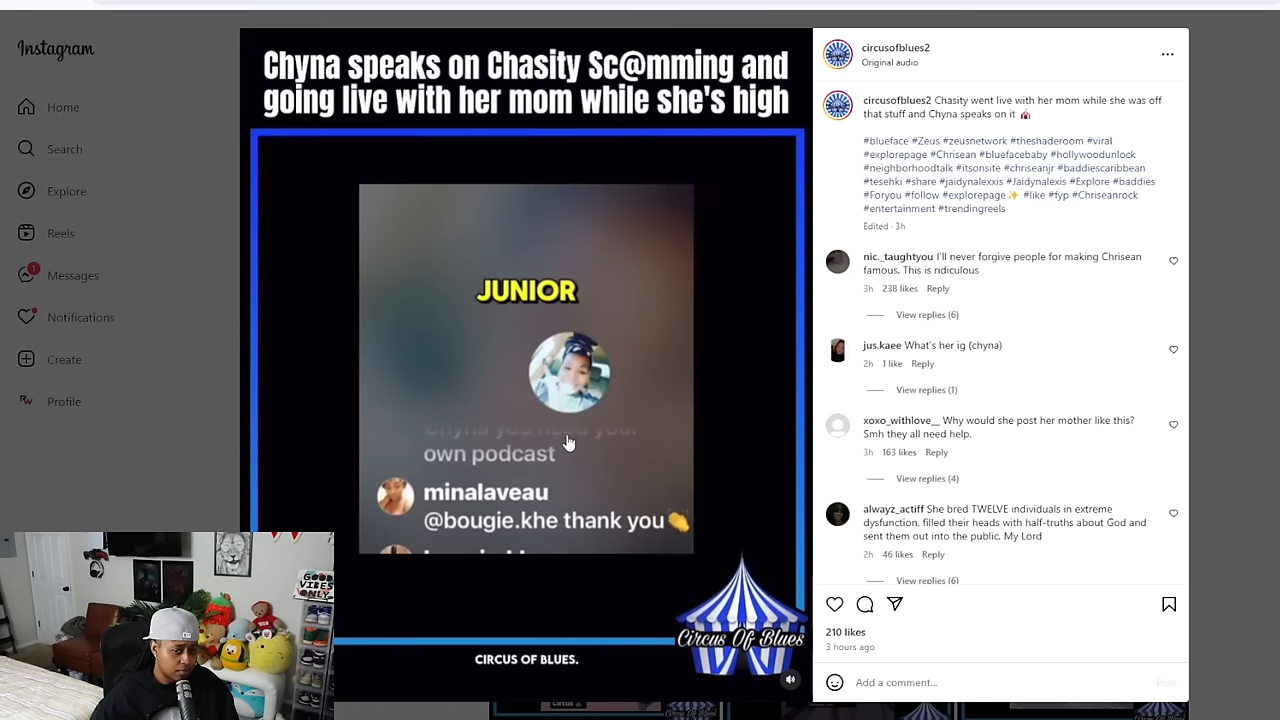 Instagram
Home
Search
Explore
Reels
1
Messages
Notifications
Create
Profile
Chyna speaks on Chasity Sc@mming and
going live with her mom while she's high
JUNIOR
Chyna you need your
own podcast
minalaveau
@bougie.khe thank you👏
Circus Of Blues
CIRCUS OF BLUES.
GOOD
VIBES
ONLY
circusofblues2
Original audio
circusofblues2 Chasity went live with her mom while she was off
that stuff and Chyna speaks on it 🎪
#blueface #Zeus #zeusnetwork #theshaderoom #viral
#explorepage #Chrisean #bluefacebaby #hollywoodunlock
#neighborhoodtalk #itsonsite #chriseanjr #baddiescaribbean
#tesehki #share #jaidynalexxis #Jaidynalexis #Explore #baddies
#Foryou #follow #explorepage✨ #like #fyp #Chriseanrock
#entertainment #trendingreels
Edited · 3h
nic._taughtyou I'll never forgive people for making Chrisean
famous. This is ridiculous
3h 238 likes Reply
View replies (6)
jus.kaee What's her ig (chyna)
2h 1 like Reply
View replies (1)
xoxo_withlove__ Why would she post her mother like this?
Smh they all need help.
3h 163 likes Reply
View replies (4)
alwayz_actiff She bred TWELVE individuals in extreme
dysfunction, filled their heads with half-truths about God and
sent them out into the public. My Lord
2h 46 likes Reply
View replies (6)
210 likes
3 hours ago
Add a comment...
Post